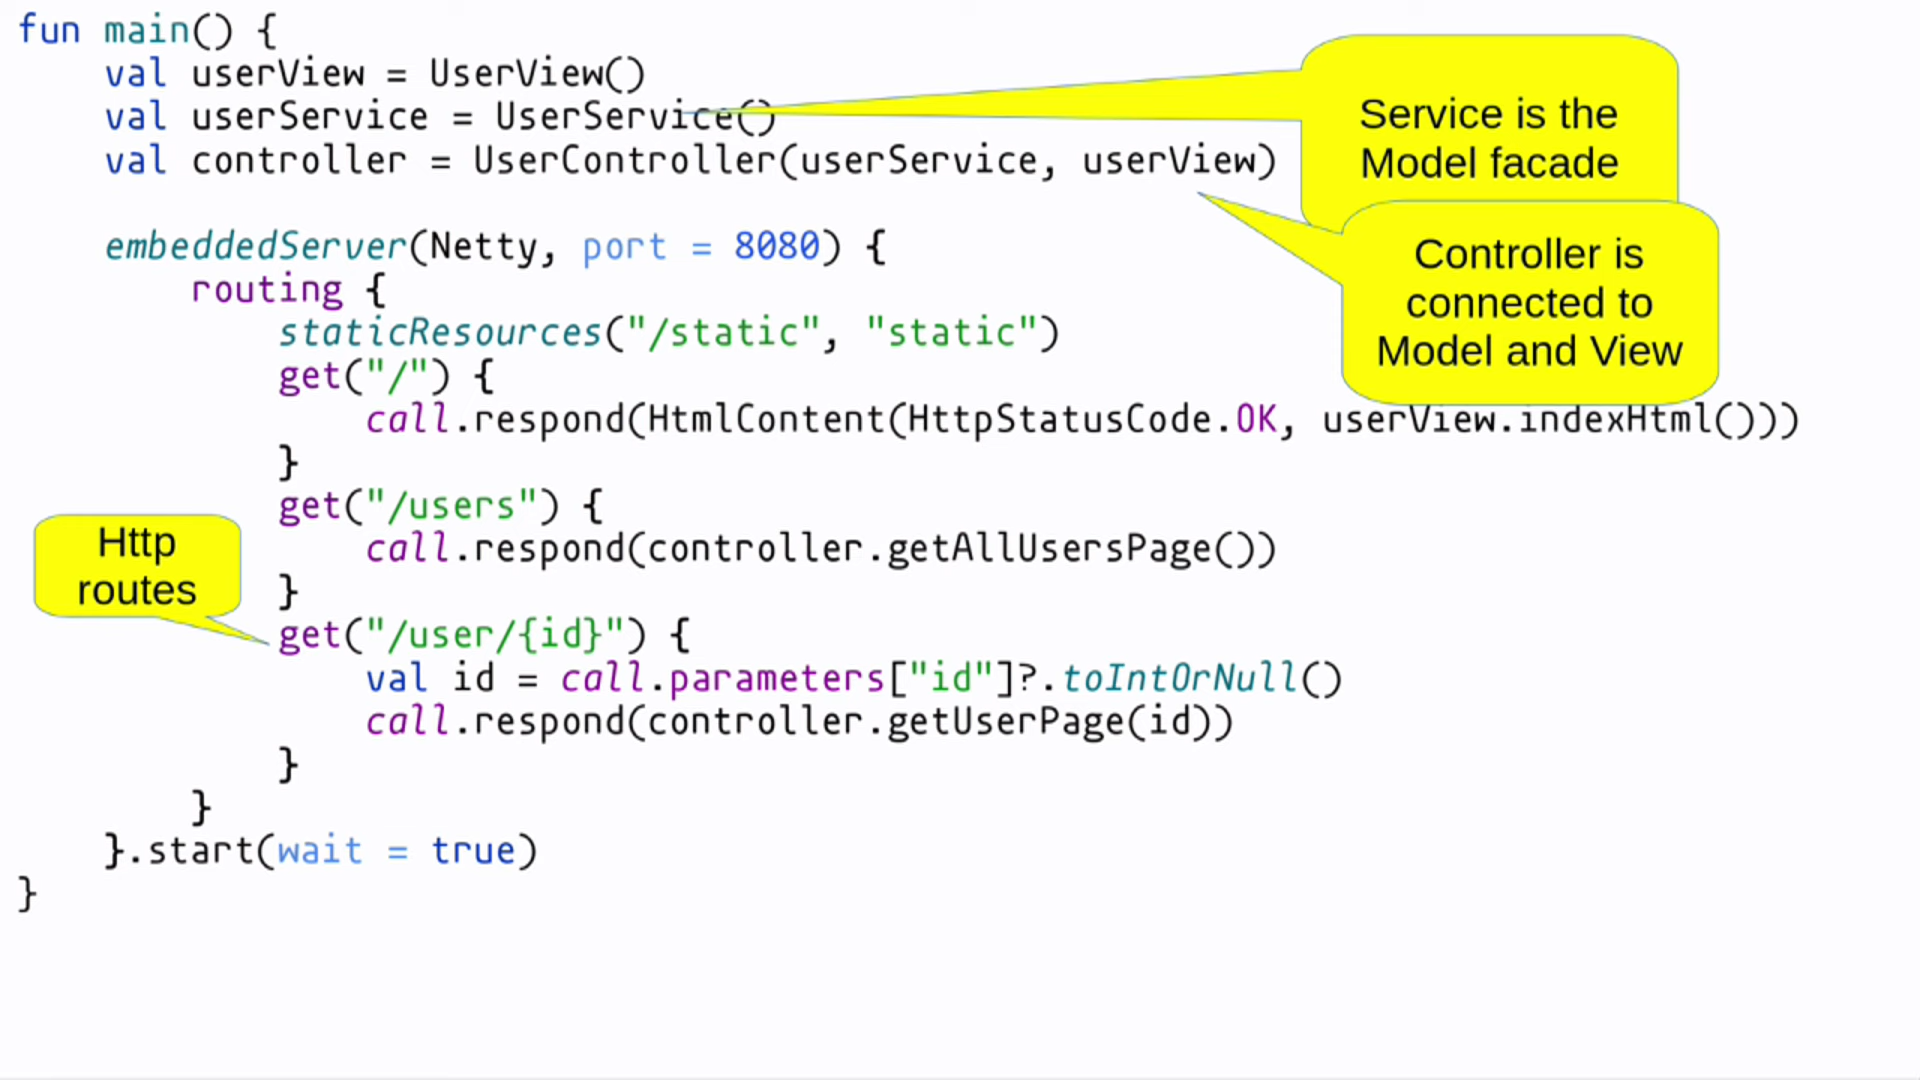 fun main() {
    val userView = UserView()
    val userService = UserService()
    val controller = UserController(userService, userView)
Service is the
Model facade
Controller is
connected to
Model and View
    embeddedServer(Netty, port = 8080) {
        routing {
            staticResources("/static", "static")
            get("/") {
                call.respond(HtmlContent(HttpStatusCode.OK, userView.indexHtml()))
            }
            get("/users") {
                call.respond(controller.getAllUsersPage())
            }
Http
routes
            get("/user/{id}") {
                val id = call.parameters["id"]?.toIntOrNull()
                call.respond(controller.getUserPage(id))
            }
        }
    }.start(wait = true)
}